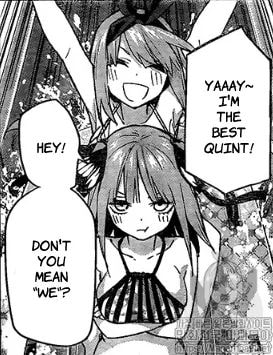 YAAAY~
I'M
THE
BEST
QUINT!
HEY!
DON'T
YOU
MEAN
"WE"?